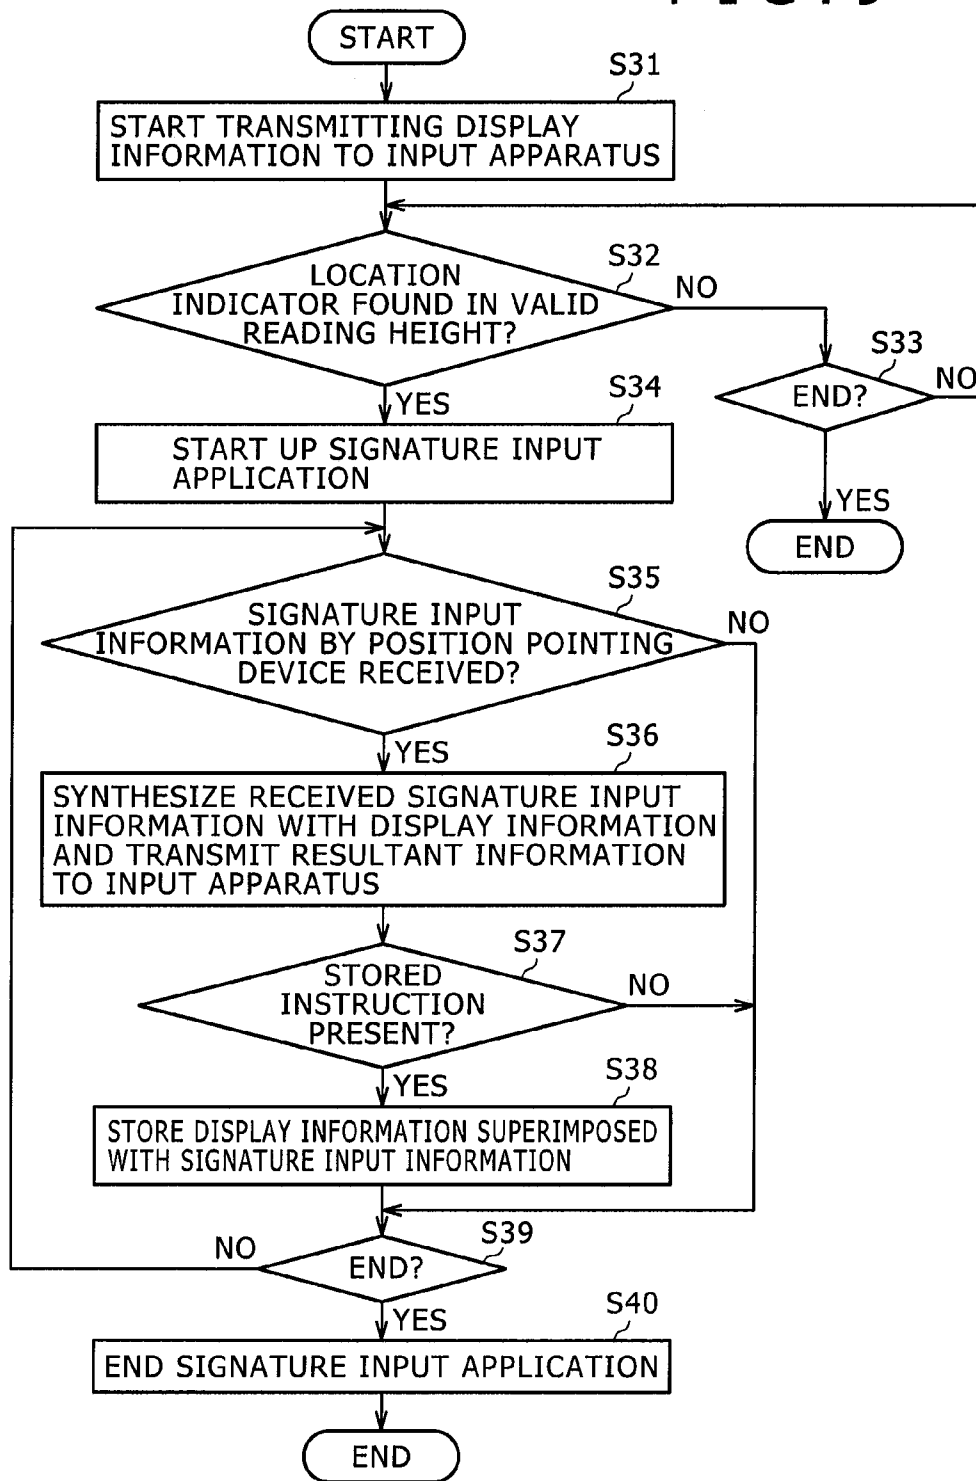 START
S31
START TRANSMITTING DISPLAY
INFORMATION TO INPUT APPARATUS
S32
LOCATION
INDICATOR FOUND IN VALID
READING HEIGHT?
NO
S33
END?
NO
YES
END
YES
S34
START UP SIGNATURE INPUT
APPLICATION
S35
SIGNATURE INPUT
INFORMATION BY POSITION POINTING
DEVICE RECEIVED?
NO
YES
S36
SYNTHESIZE RECEIVED SIGNATURE INPUT
INFORMATION WITH DISPLAY INFORMATION
AND TRANSMIT RESULTANT INFORMATION
TO INPUT APPARATUS
S37
STORED
INSTRUCTION
PRESENT?
NO
YES
S38
STORE DISPLAY INFORMATION SUPERIMPOSED
WITH SIGNATURE INPUT INFORMATION
S39
END?
NO
YES
S40
END SIGNATURE INPUT APPLICATION
END